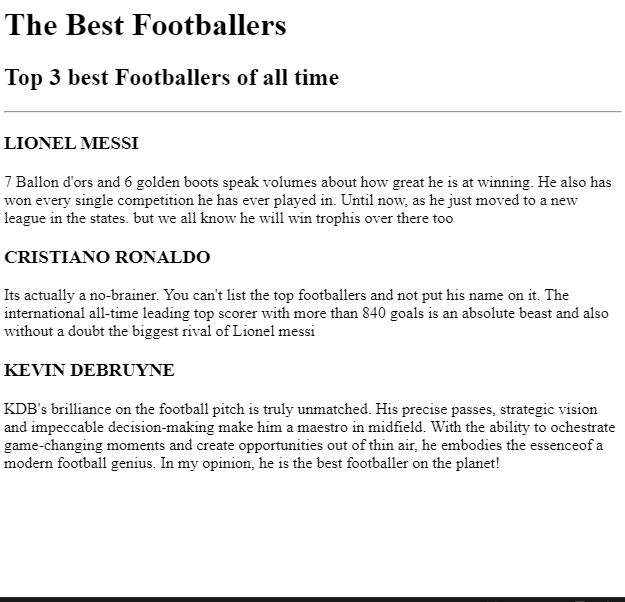 The Best Footballers
Top 3 best Footballers of all time
LIONEL MESSI
7 Ballon d'ors and 6 golden boots speak volumes about how great he is at winning. He also has
won every single competition he has ever played in. Until now, as he just moved to a new
league in the states. but we all know he will win trophis over there too
CRISTIANO RONALDO
Its actually a no-brainer. You can't list the top footballers and not put his name on it. The
international all-time leading top scorer with more than 840 goals is an absolute beast and also
without a doubt the biggest rival of Lionel messi
KEVIN DEBRUYNE
KDB's brilliance on the football pitch is truly unmatched. His precise passes, strategic vision
and impeccable decision-making make him a maestro in midfield. With the ability to ochestrate
game-changing moments and create opportunities out of thin air, he embodies the essenceof a
modern football genius. In my opinion, he is the best footballer on the planet!